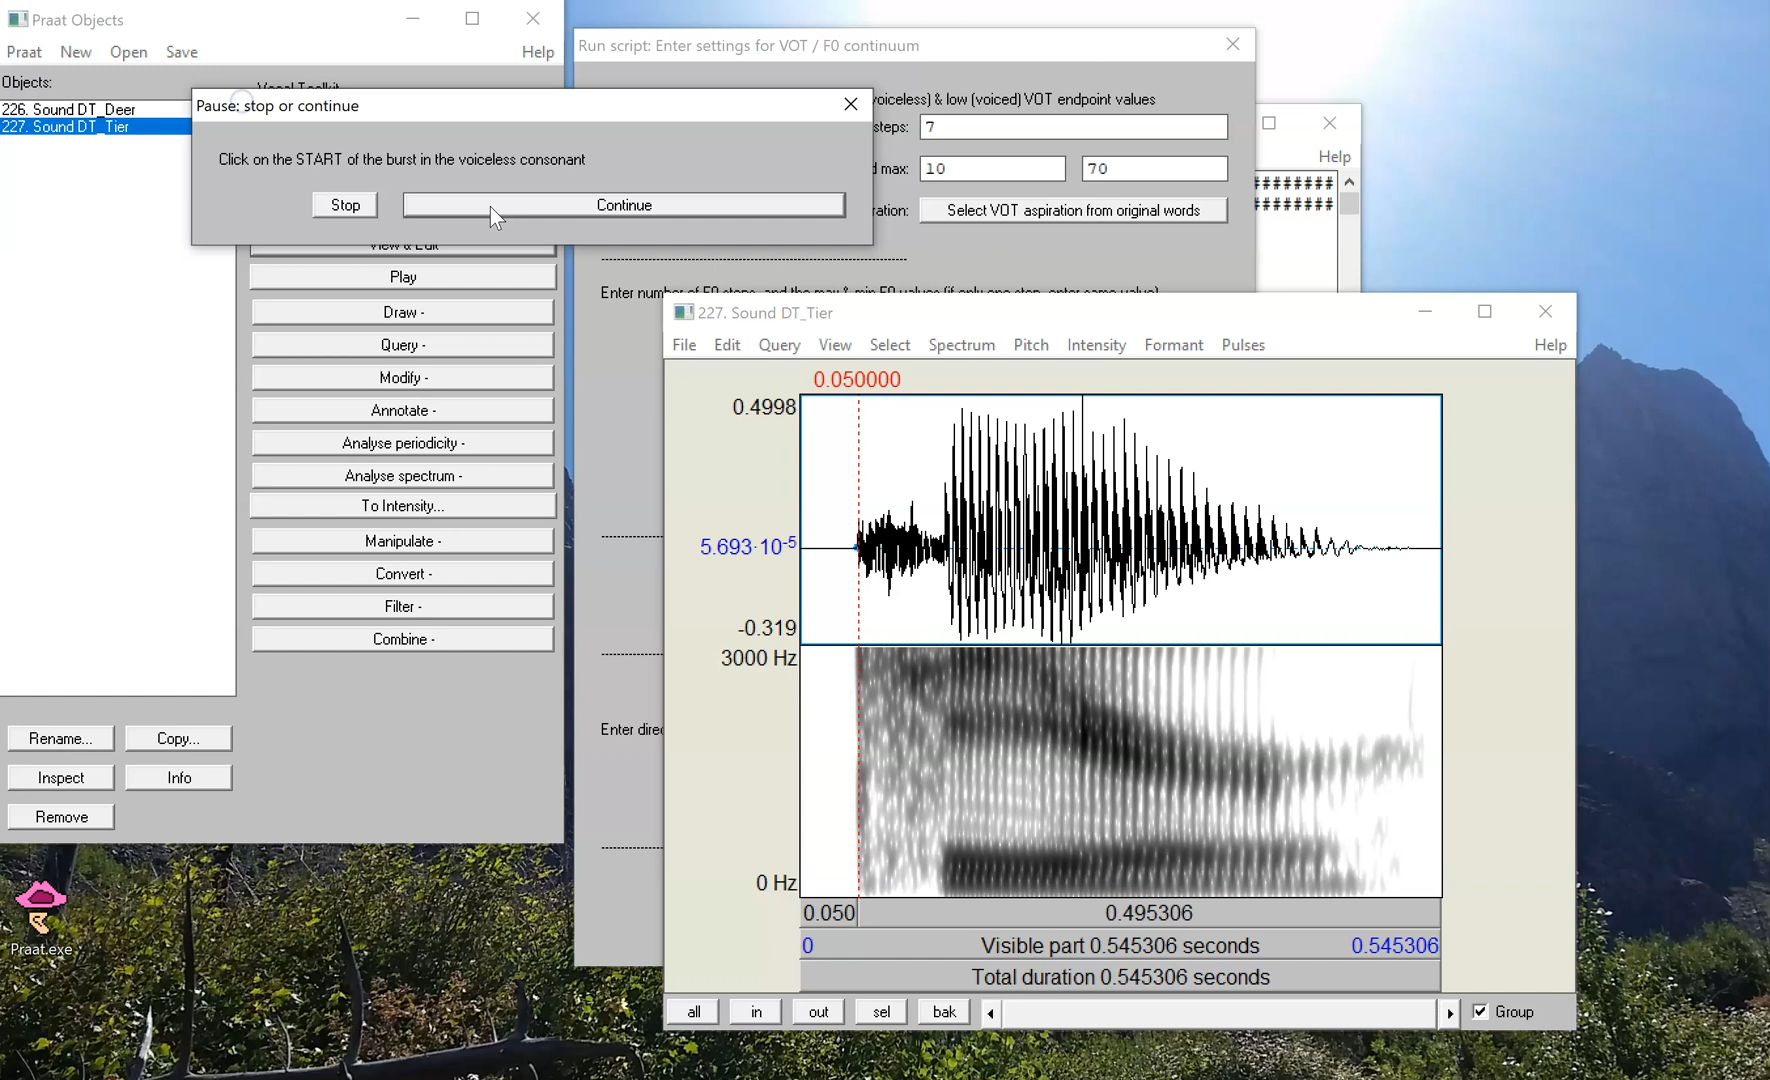 Praat Objects
Praat New Open Save Help
Objects:
226. Sound DT_Deer
227. Sound DT_Tier
Pause: stop or continue
Click on the START of the burst in the voiceless consonant
Stop Continue
Play
Draw -
Query -
Modify -
Annotate -
Analyse periodicity -
Analyse spectrum -
To Intensity...
Manipulate -
Convert -
Filter -
Combine -
Rename... Copy...
Inspect Info
Remove
Praat.exe
Run script: Enter settings for VOT / F0 continuum
voiceless) & low (voiced) VOT endpoint values
steps: 7
max: 10 70
Select VOT aspiration from original words
------------------------------------------------------------
Enter
Help
########
########
227. Sound DT_Tier
File Edit Query View Select Spectrum Pitch Intensity Formant Pulses Help
0.050000
0.4998
5.693·10-5
-0.319
3000 Hz
0 Hz
0.050 0.495306
0 Visible part 0.545306 seconds 0.545306
Total duration 0.545306 seconds
all in out sel bak Group